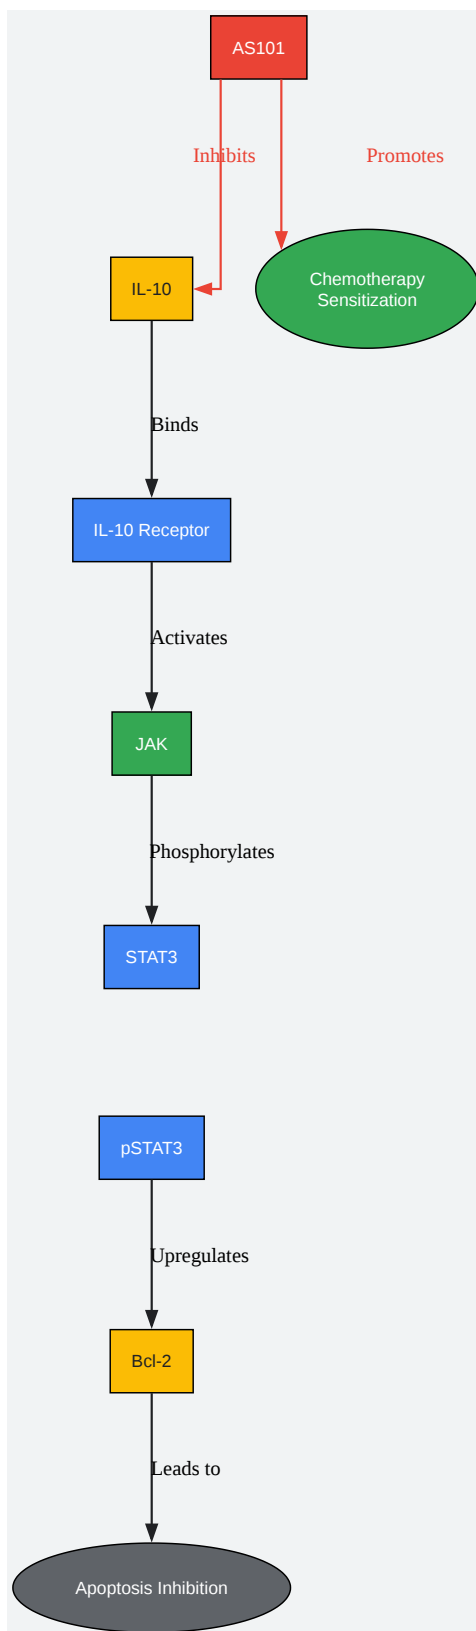 AS101
Inhibits
Promotes
IL-10
Chemotherapy
Sensitization
Binds
IL-10 Receptor
Activates
JAK
Phosphorylates
STAT3
pSTAT3
Upregulates
Bcl-2
Leads to
Apoptosis Inhibition